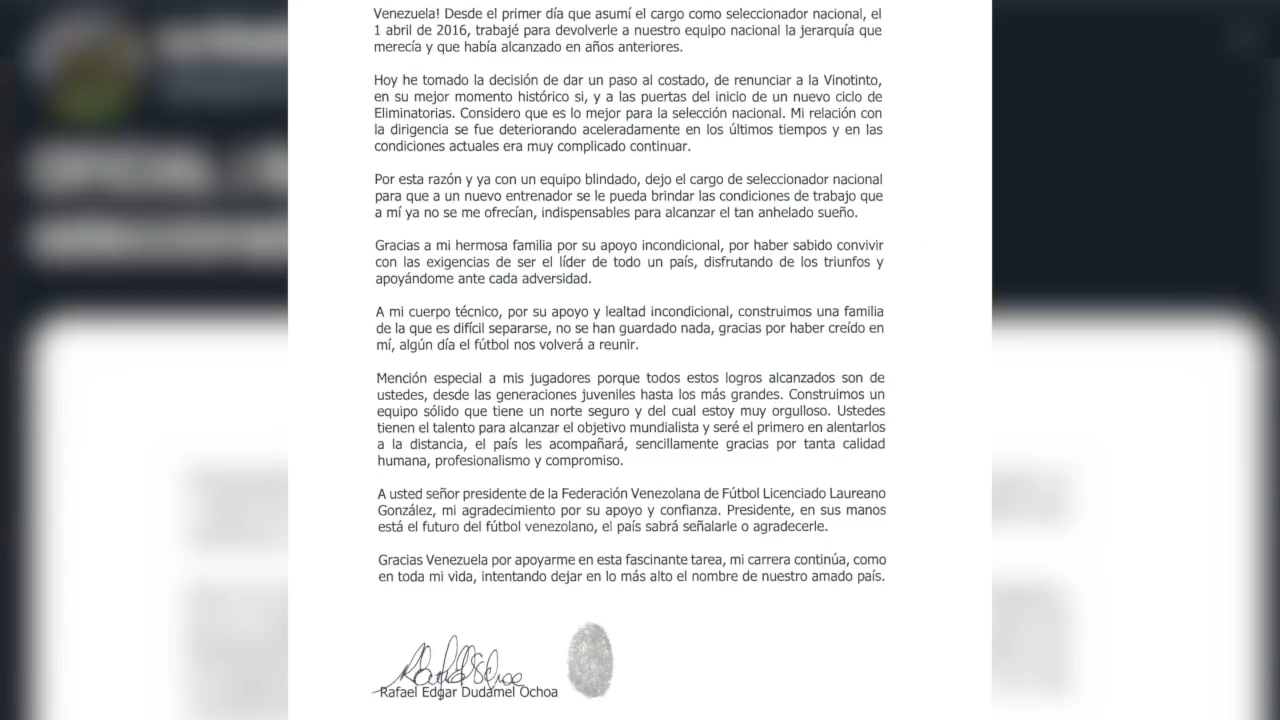 Venezuela! Desde el primer día que asumí el cargo como seleccionador nacional, el
1 abril de 2016, trabajé para devolverle a nuestro equipo nacional la jerarquía que
merecía y que había alcanzado en años anteriores.
Hoy he tomado la decisión de dar un paso al costado, de renunciar a la Vinotinto,
en su mejor momento histórico si, y a las puertas del inicio de un nuevo ciclo de
Eliminatorias. Considero que es lo mejor para la selección nacional. Mi relación con
la dirigencia se fue deteriorando aceleradamente en los últimos tiempos y en las
condiciones actuales era muy complicado continuar.
Por esta razón y ya con un equipo blindado, dejo el cargo de seleccionador nacional
para que a un nuevo entrenador se le pueda brindar las condiciones de trabajo que
a mí ya no se me ofrecían, indispensables para alcanzar el tan anhelado sueño.
Gracias a mi hermosa familia por su apoyo incondicional, por haber sabido convivir
con las exigencias de ser el líder de todo un país, disfrutando de los triunfos y
apoyándome ante cada adversidad.
A mi cuerpo técnico, por su apoyo y lealtad incondicional, construimos una familia
de la que es difícil separarse, no se han guardado nada, gracias por haber creído en
mí, algún día el fútbol nos volverá a reunir.
Mención especial a mis jugadores porque todos estos logros alcanzados son de
ustedes, desde las generaciones juveniles hasta los más grandes. Construimos un
equipo sólido que tiene un norte seguro y del cual estoy muy orgulloso. Ustedes
tienen el talento para alcanzar el objetivo mundialista y seré el primero en alentarlos
a la distancia, el país les acompañará, sencillamente gracias por tanta calidad
humana, profesionalismo y compromiso.
A usted señor presidente de la Federación Venezolana de Fútbol Licenciado Laureano
González, mi agradecimiento por su apoyo y confianza. Presidente, en sus manos
está el futuro del fútbol venezolano, el país sabrá señalarle o agradecerle.
Gracias Venezuela por apoyarme en esta fascinante tarea, mi carrera continúa, como
en toda mi vida, intentando dejar en lo más alto el nombre de nuestro amado país.
Rafael Edgar Dudamel Ochoa